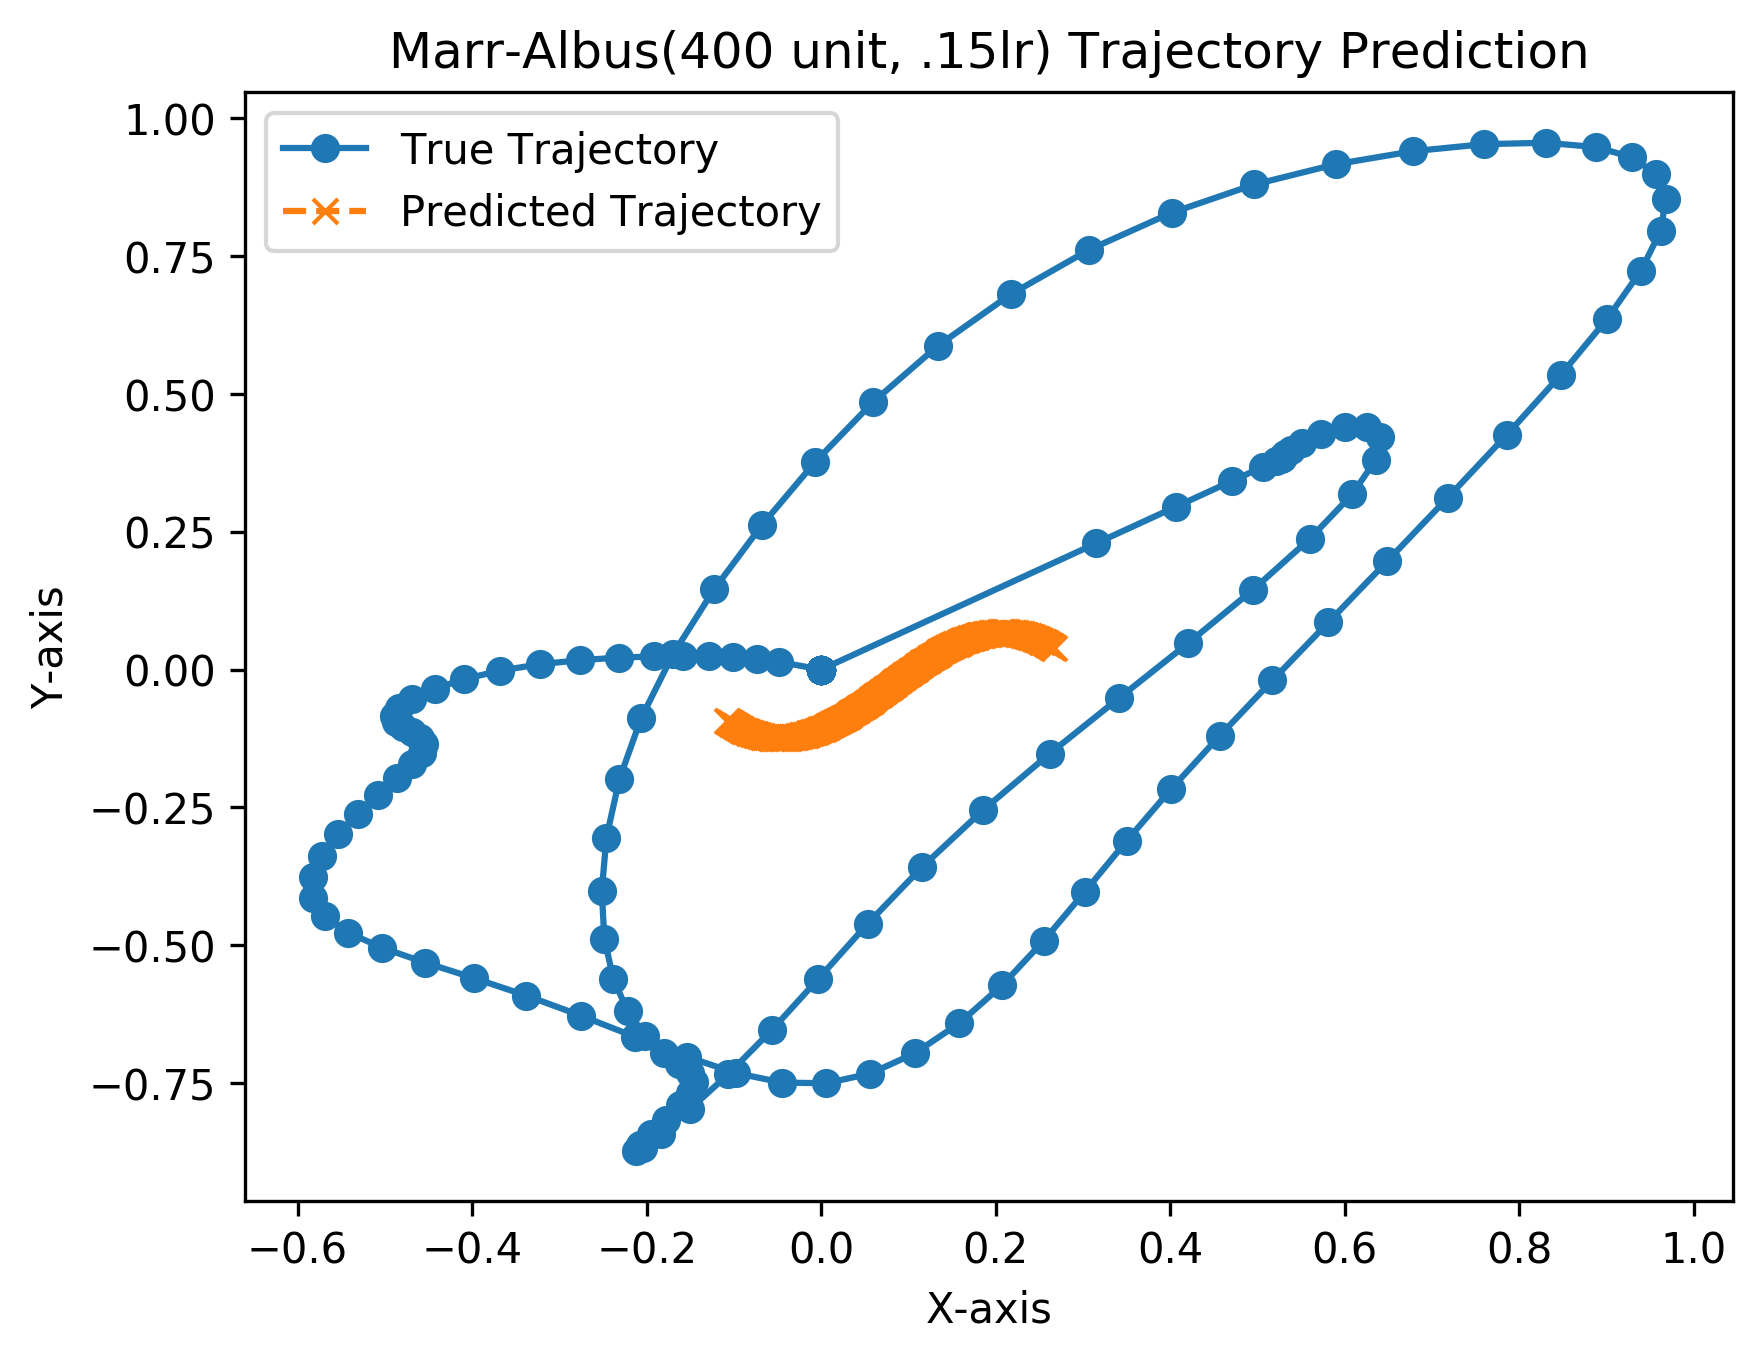 Marr-Albus(400 unit, .15lr) Trajectory Prediction
True Trajectory
Predicted Trajectory
1.00
0.75
0.50
0.25
0.00
−0.25
−0.50
−0.75
Y-axis
−0.6 −0.4 −0.2 0.0 0.2 0.4 0.6 0.8 1.0
X-axis